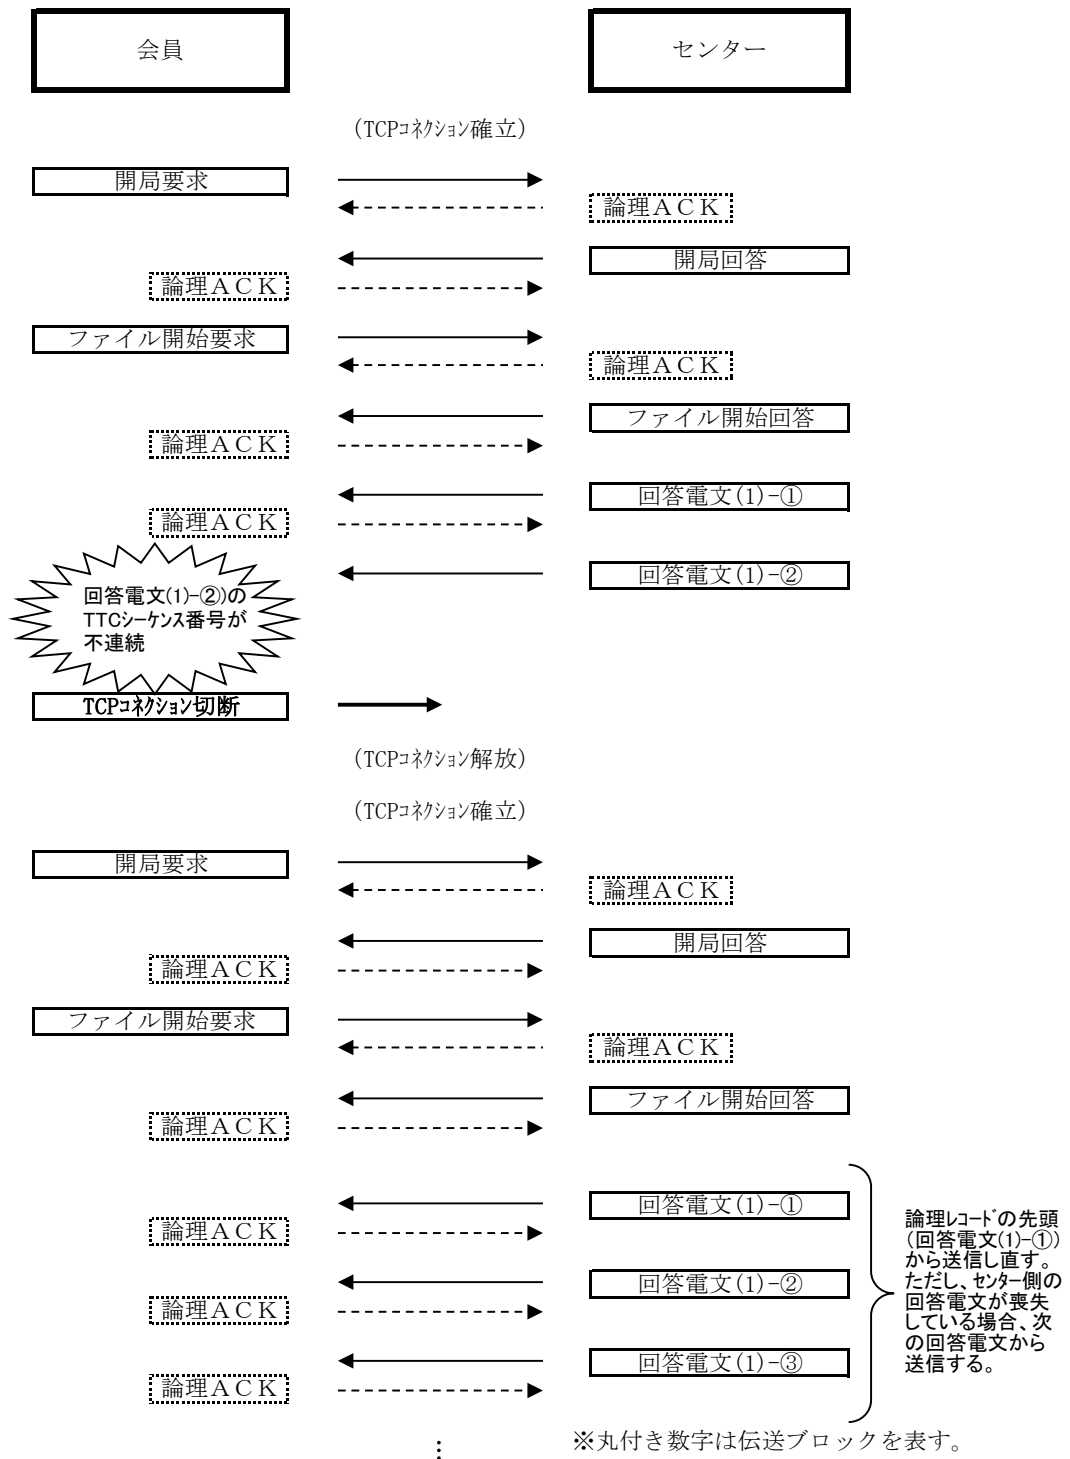 会員
センター
（TCPｺﾈｸｼｮﾝ確立）
開局要求
論理ＡＣＫ
開局回答
論理ＡＣＫ
ファイル開始要求
論理ＡＣＫ
ファイル開始回答
論理ＡＣＫ
回答電文(1)-①
論理ＡＣＫ
回答電文(1)-②
回答電文(1)-②)の
TTCｼｰｹﾝｽ番号が
不連続
TCPｺﾈｸｼｮﾝ切断
（TCPｺﾈｸｼｮﾝ解放）
（TCPｺﾈｸｼｮﾝ確立）
開局要求
論理ＡＣＫ
開局回答
論理ＡＣＫ
ファイル開始要求
論理ＡＣＫ
ファイル開始回答
論理ＡＣＫ
回答電文(1)-①
論理ＡＣＫ
回答電文(1)-②
論理ＡＣＫ
回答電文(1)-③
論理ＡＣＫ
論理ﾚｺｰﾄﾞの先頭
（回答電文(1)-①）
から送信し直す。
ただし、ｾﾝﾀｰ側の
回答電文が喪失
している場合、次
の回答電文から
送信する。
※丸付き数字は伝送ブロックを表す。